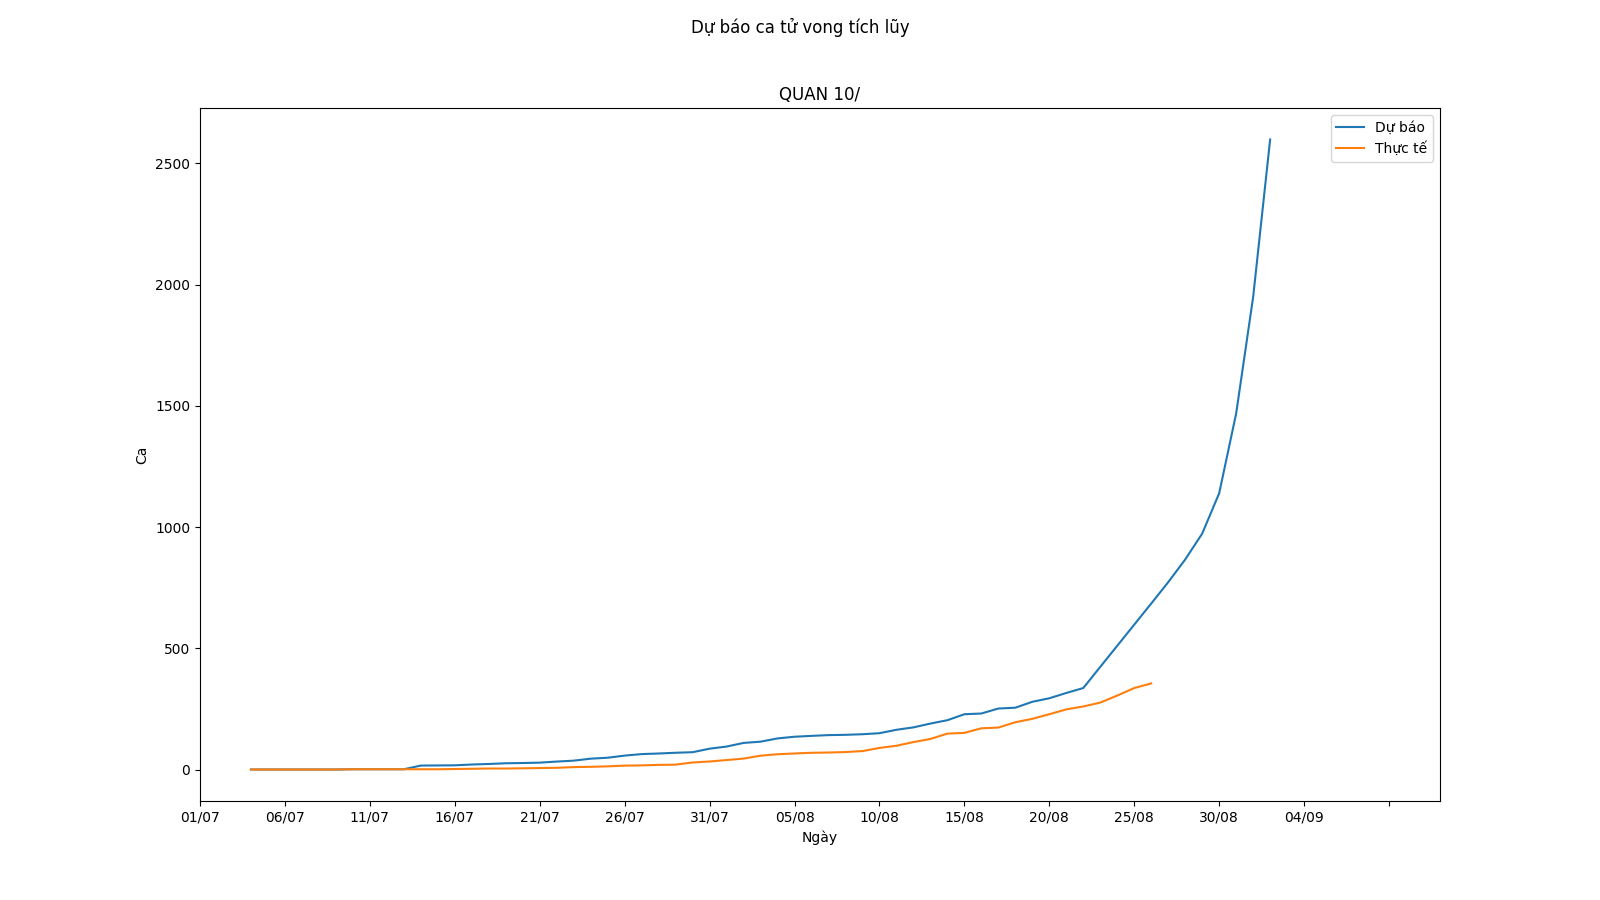 Dự báo ca tử vong tích lũy
QUAN 10/
Dự báo
Thực tế
2500
2000
1500
1000
500
0
Ca
01/07 06/07 11/07 16/07 21/07 26/07 31/07 05/08 10/08 15/08 20/08 25/08 30/08 04/09
Ngày